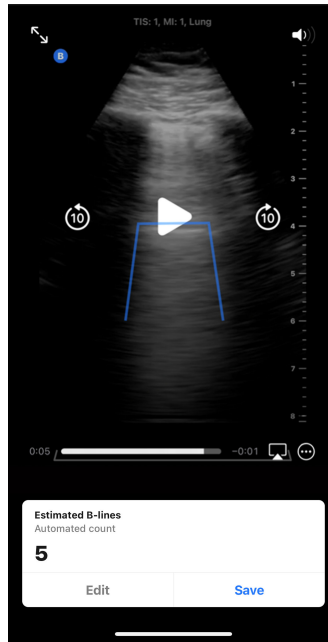 TIS: 1, MI: 1, Lung
B
1
2
3
10
10
4
5
6
7
8
0:05
-0:01
Estimated B-lines
Automated count
5
Edit
Save